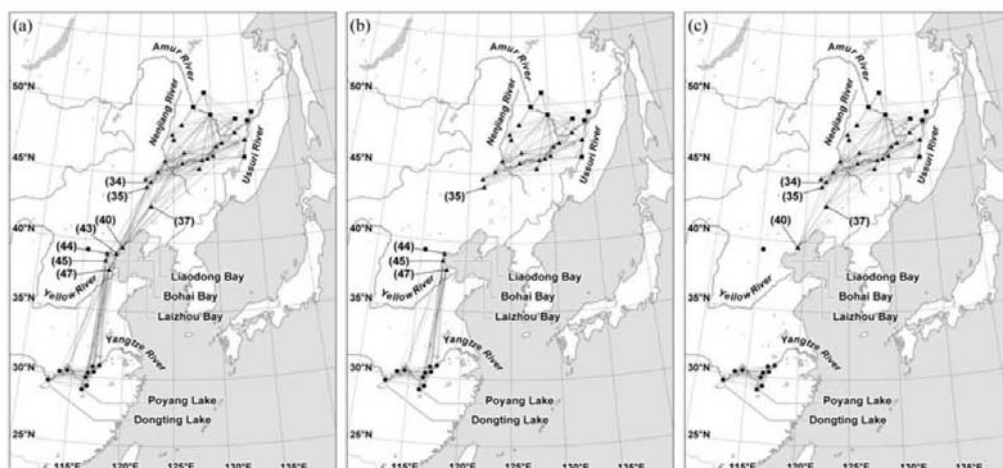 (a)
Amur River
50°N
Nenjiang River
Ussuri River
45°N
(34)
(35)
(40)
(43)
(37)
40°N
(44)
(45)
(47)
Yellow River
Liaodong Bay
Bohai Bay
35°N
Laizhou Bay
Yangtze River
30°N
Poyang Lake
Dongting Lake
25°N
115°E
120°E
125°E
130°E
135°E
(b)
Amur River
50°N
Nenjiang River
Ussuri River
45°N
(35)
40°N
(44)
(45)
(47)
Yellow River
Liaodong Bay
Bohai Bay
35°N
Laizhou Bay
Yangtze River
30°N
Poyang Lake
Dongting Lake
25°N
115°E
120°E
125°E
130°E
135°E
(c)
Amur River
50°N
Nenjiang River
Ussuri River
45°N
(34)
(35)
(40)
(37)
40°N
Yellow River
Liaodong Bay
Bohai Bay
35°N
Laizhou Bay
Yangtze River
30°N
Poyang Lake
Dongting Lake
25°N
115°E
120°E
125°E
130°E
135°E